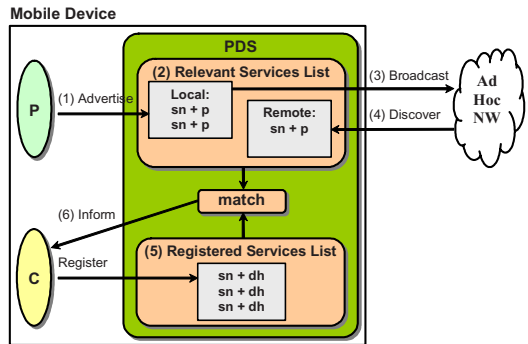 Mobile Device
PDS
(2) Relevant Services List
(3) Broadcast
P
(1) Advertise
Local:
sn + p
sn + p
Remote:
sn + p
(4) Discover
Ad
Hoc
NW
match
(6) Inform
C
Register
(5) Registered Services List
sn + dh
sn + dh
sn + dh